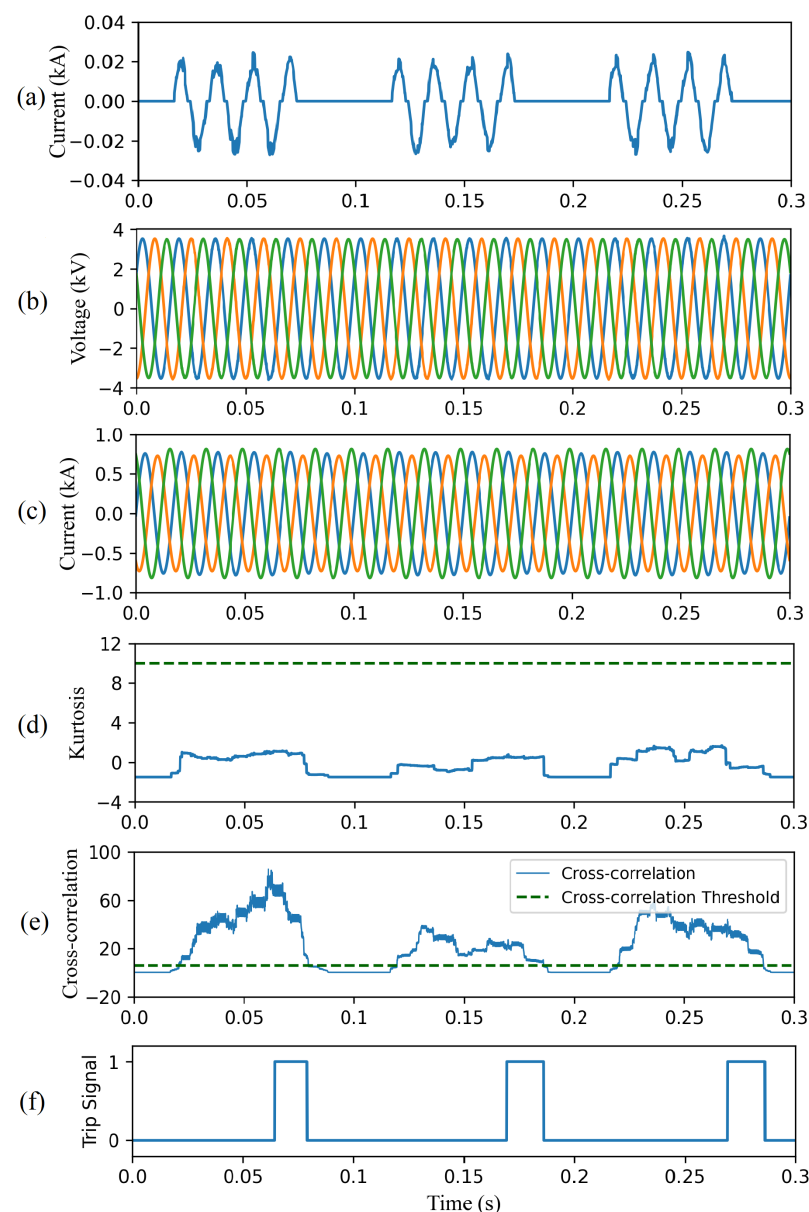 (a)
Current (kA)
0.04
0.02
0.00
−0.02
−0.04
0.0 0.05 0.1 0.15 0.2 0.25 0.3
(b)
Voltage (kV)
4
2
0
−2
−4
0.0 0.05 0.1 0.15 0.2 0.25 0.3
(c)
Current (kA)
1.0
0.5
0.0
−0.5
−1.0
0.0 0.05 0.1 0.15 0.2 0.25 0.3
(d)
Kurtosis
12
8
4
0
−4
0.0 0.05 0.1 0.15 0.2 0.25 0.3
(e)
Cross-correlation
100
60
20
−20
Cross-correlation
Cross-correlation Threshold
0.0 0.05 0.1 0.15 0.2 0.25 0.3
(f)
Trip Signal
1
0
0.0 0.05 0.1 0.15 0.2 0.25 0.3
Time (s)